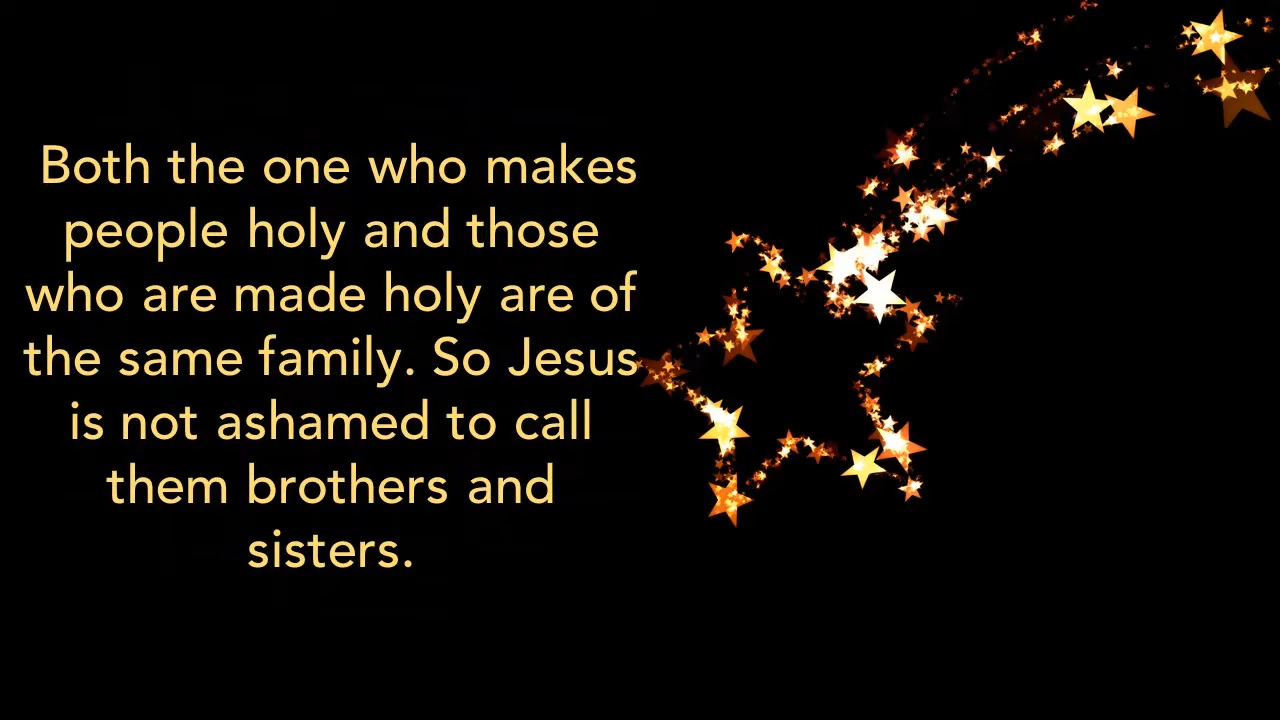 Both the one who makes
people holy and those
who are made holy are of
the same family. So Jesus
is not ashamed to call
them brothers and
sisters.